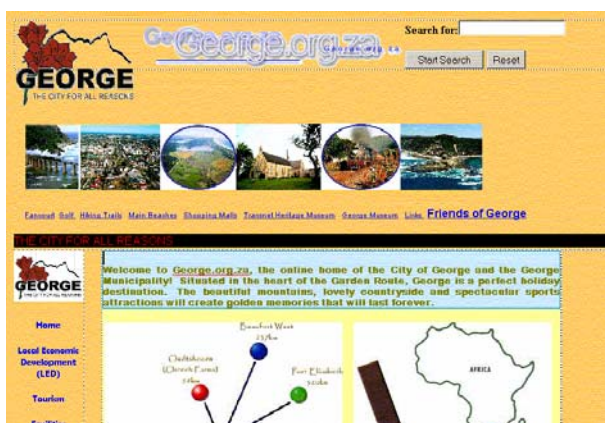 Search for:
George.org.za
George.org.za
Start Search Reset
GEORGE
THE CITY FOR ALL REASONS
Fancourt Golf Hiking Trails Main Beaches Shopping Malls Transnet Heritage Museum George Museum Links Friends of George
THE CITY FOR ALL REASONS
GEORGE
Welcome to George.org.za, the online home of the City of George and the George
Municipality! Situated in the heart of the Garden Route, George is a perfect holiday
destination. The beautiful mountains, lovely countryside and spectacular sports
attractions will create golden memories that will last forever.
Home
Local Economic
Development
(LED)
Tourism
Beaufort West
Oudtshoorn
Port Elizabeth
AFRICA